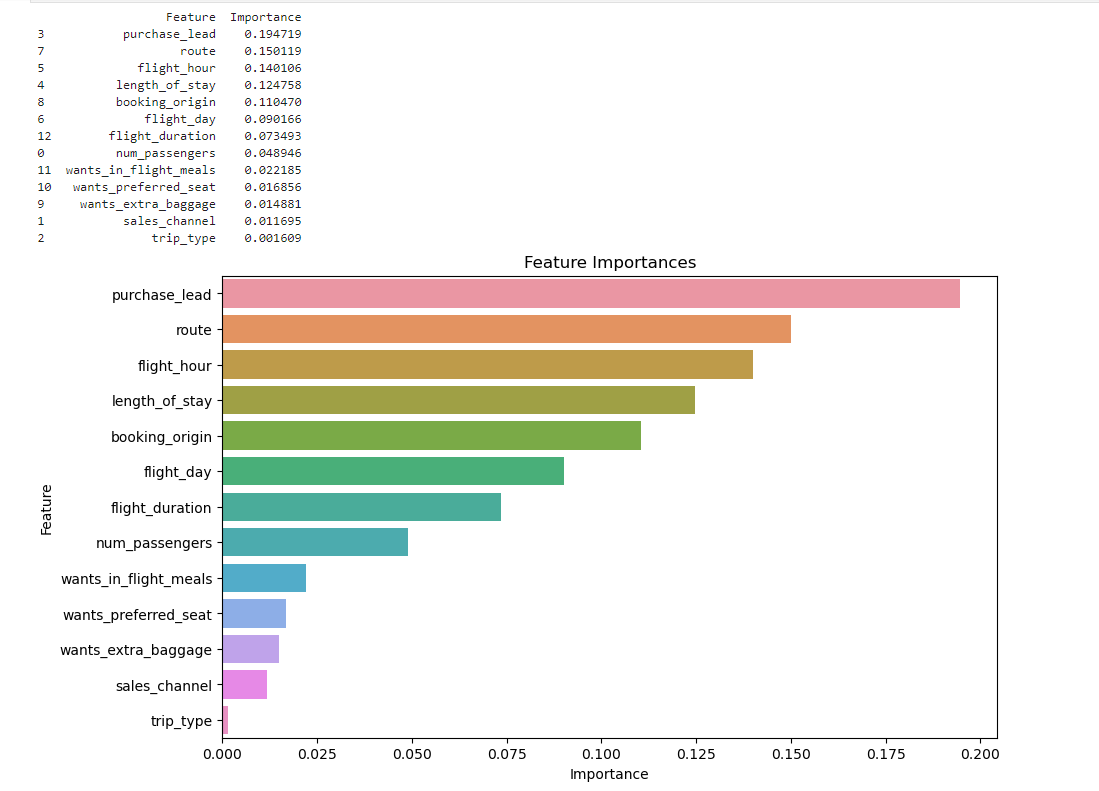 Feature Importance
3 purchase_lead 0.194719
7 route 0.150119
5 flight_hour 0.140106
4 length_of_stay 0.124758
8 booking_origin 0.110470
6 flight_day 0.090166
12 flight_duration 0.073493
0 num_passengers 0.048946
11 wants_in_flight_meals 0.022185
10 wants_preferred_seat 0.016856
9 wants_extra_baggage 0.014881
1 sales_channel 0.011695
2 trip_type 0.001609
Feature Importances
Feature
purchase_lead
route
flight_hour
length_of_stay
booking_origin
flight_day
flight_duration
num_passengers
wants_in_flight_meals
wants_preferred_seat
wants_extra_baggage
sales_channel
trip_type
0.000 0.025 0.050 0.075 0.100 0.125 0.150 0.175 0.200
Importance